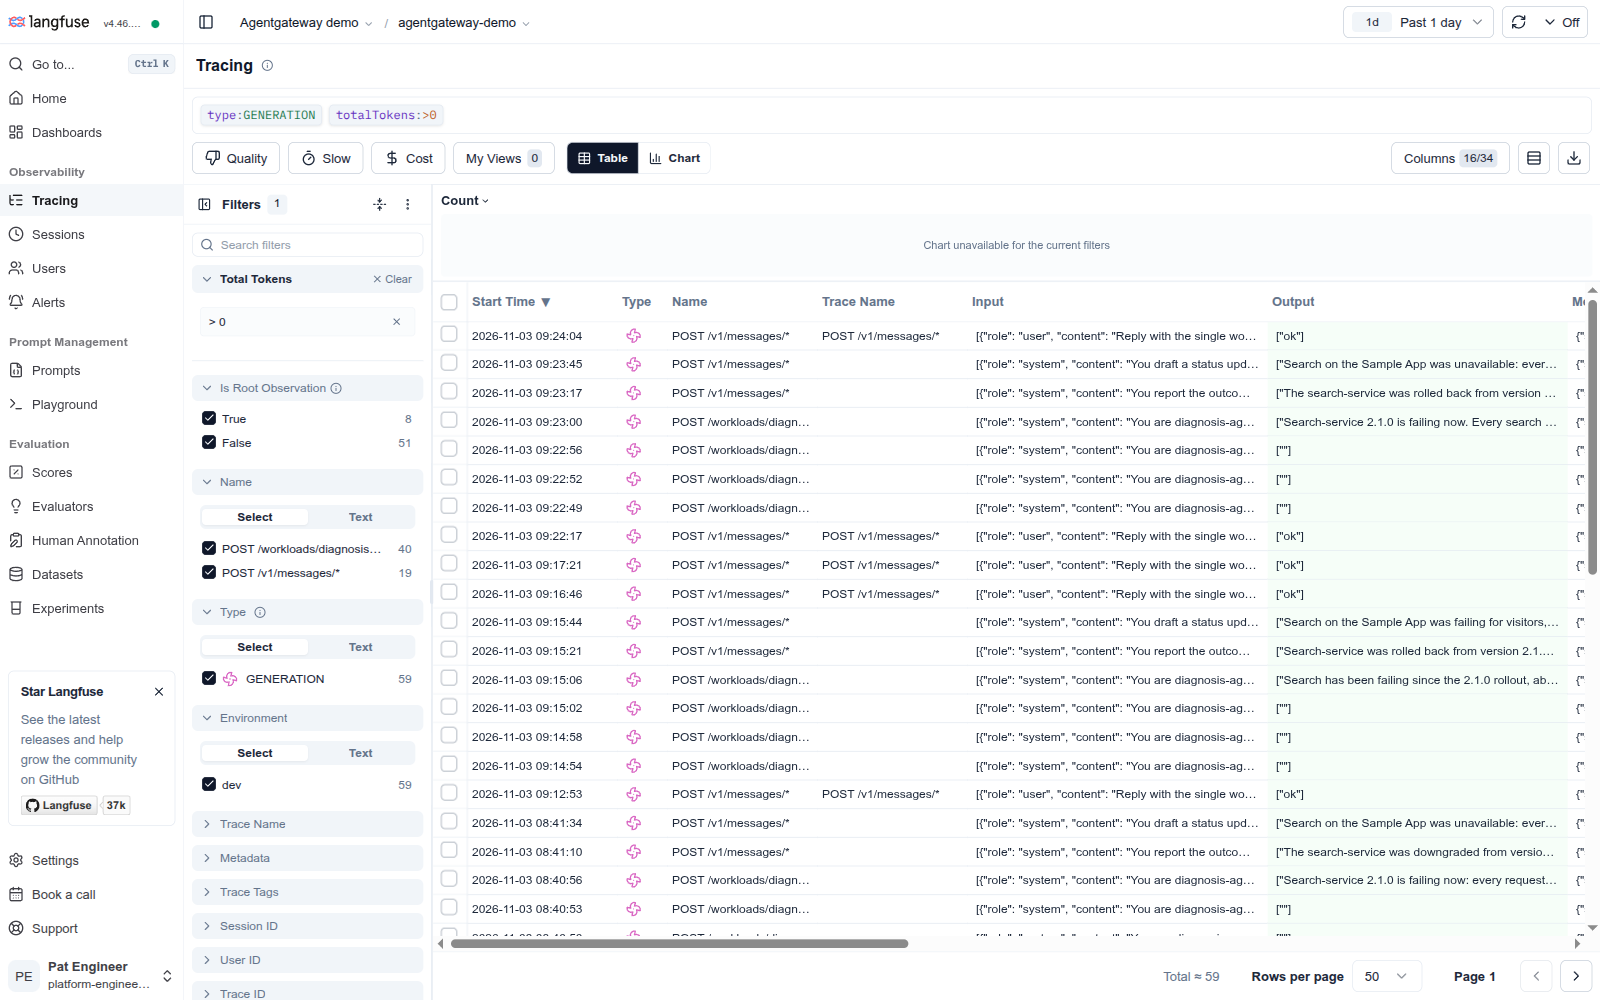 langfuse v4.46....
Agentgateway demo / agentgateway-demo
1d Past 1 day Off
Go to... Ctrl K
Home
Dashboards
Observability
Tracing
Sessions
Users
Alerts
Prompt Management
Prompts
Playground
Evaluation
Scores
Evaluators
Human Annotation
Datasets
Experiments
Star Langfuse
See the latest
releases and help
grow the community
on GitHub
Langfuse 37k
Settings
Book a call
Support
PE Pat Engineer
platform-enginee...
Tracing
type:GENERATION totalTokens:>0
Quality Slow Cost My Views 0 Table Chart Columns 16/34
Filters 1
Search filters
Total Tokens Clear
> 0
Is Root Observation
True 8
False 51
Name
Select Text
POST /workloads/diagnosis... 40
POST /v1/messages/* 19
Type
Select Text
GENERATION 59
Environment
Select Text
dev 59
Trace Name
Metadata
Trace Tags
Session ID
User ID
Trace ID
Count
Chart unavailable for the current filters
Start Time ▼ Type Name Trace Name Input Output
2026-11-03 09:24:04 POST /v1/messages/* POST /v1/messages/* [{"role": "user", "content": "Reply with the single wo... ["ok"] {"
2026-11-03 09:23:45 POST /v1/messages/* [{"role": "system", "content": "You draft a status upd... ["Search on the Sample App was unavailable: ever... {"
2026-11-03 09:23:17 POST /v1/messages/* [{"role": "system", "content": "You report the outco... ["The search-service was rolled back from version ... {"
2026-11-03 09:23:00 POST /workloads/diagn... [{"role": "system", "content": "You are diagnosis-ag... ["Search-service 2.1.0 is failing now. Every search ... {"
2026-11-03 09:22:56 POST /workloads/diagn... [{"role": "system", "content": "You are diagnosis-ag... [""] {"
2026-11-03 09:22:52 POST /workloads/diagn... [{"role": "system", "content": "You are diagnosis-ag... [""] {"
2026-11-03 09:22:49 POST /workloads/diagn... [{"role": "system", "content": "You are diagnosis-ag... [""] {"
2026-11-03 09:22:17 POST /v1/messages/* POST /v1/messages/* [{"role": "user", "content": "Reply with the single wo... ["ok"] {"
2026-11-03 09:17:21 POST /v1/messages/* POST /v1/messages/* [{"role": "user", "content": "Reply with the single wo... ["ok"] {"
2026-11-03 09:16:46 POST /v1/messages/* POST /v1/messages/* [{"role": "user", "content": "Reply with the single wo... ["ok"] {"
2026-11-03 09:15:44 POST /v1/messages/* [{"role": "system", "content": "You draft a status upd... ["Search on the Sample App was failing for visitors,... {"
2026-11-03 09:15:21 POST /v1/messages/* [{"role": "system", "content": "You report the outco... ["Search-service was rolled back from version 2.1.... {"
2026-11-03 09:15:06 POST /workloads/diagn... [{"role": "system", "content": "You are diagnosis-ag... ["Search has been failing since the 2.1.0 rollout, ab... {"
2026-11-03 09:15:02 POST /workloads/diagn... [{"role": "system", "content": "You are diagnosis-ag... [""] {"
2026-11-03 09:14:58 POST /workloads/diagn... [{"role": "system", "content": "You are diagnosis-ag... [""] {"
2026-11-03 09:14:54 POST /workloads/diagn... [{"role": "system", "content": "You are diagnosis-ag... [""] {"
2026-11-03 09:12:53 POST /v1/messages/* POST /v1/messages/* [{"role": "user", "content": "Reply with the single wo... ["ok"] {"
2026-11-03 08:41:34 POST /v1/messages/* [{"role": "system", "content": "You draft a status upd... ["Search on the Sample App was unavailable: ever... {"
2026-11-03 08:41:10 POST /v1/messages/* [{"role": "system", "content": "You report the outco... ["The search-service was downgraded from versio... {"
2026-11-03 08:40:56 POST /workloads/diagn... [{"role": "system", "content": "You are diagnosis-ag... ["Search-service 2.1.0 is failing now: every request... {"
2026-11-03 08:40:53 POST /workloads/diagn... [{"role": "system", "content": "You are diagnosis-ag... [""] {"
Total ≈ 59 Rows per page 50 Page 1